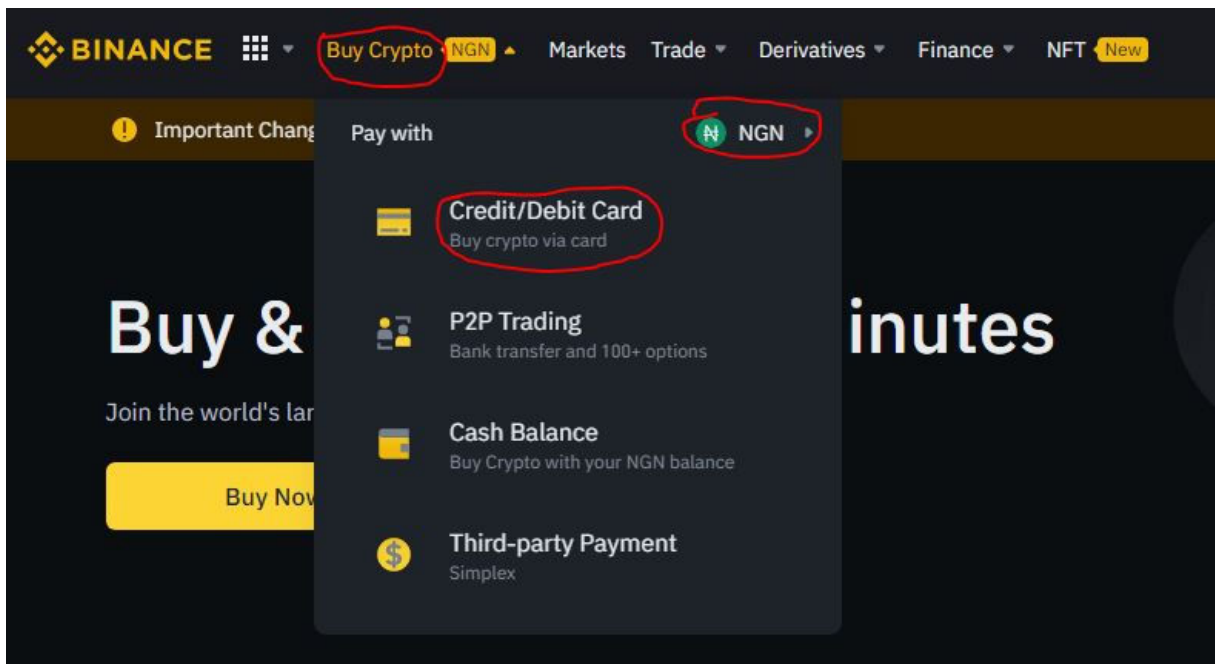 BINANCE Buy Crypto NGN Markets Trade Derivatives Finance NFT New
Important Chang
Pay with NGN
Credit/Debit Card
Buy crypto via card
Buy & inutes
P2P Trading
Bank transfer and 100+ options
Join the world's lar
Cash Balance
Buy Crypto with your NGN balance
Buy Now
Third-party Payment
Simplex